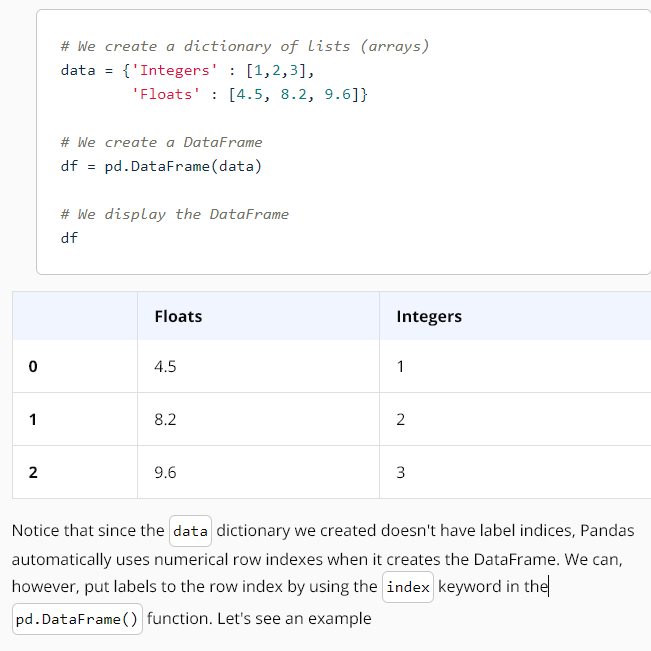 # We create a dictionary of lists (arrays)
data = {'Integers' : [1,2,3],
        'Floats' : [4.5, 8.2, 9.6]}
# We create a DataFrame
df = pd.DataFrame(data)
# We display the DataFrame
df
Floats Integers
0 4.5 1
1 8.2 2
2 9.6 3
Notice that since the data dictionary we created doesn't have label indices, Pandas
automatically uses numerical row indexes when it creates the DataFrame. We can,
however, put labels to the row index by using the index keyword in the
pd.DataFrame() function. Let's see an example